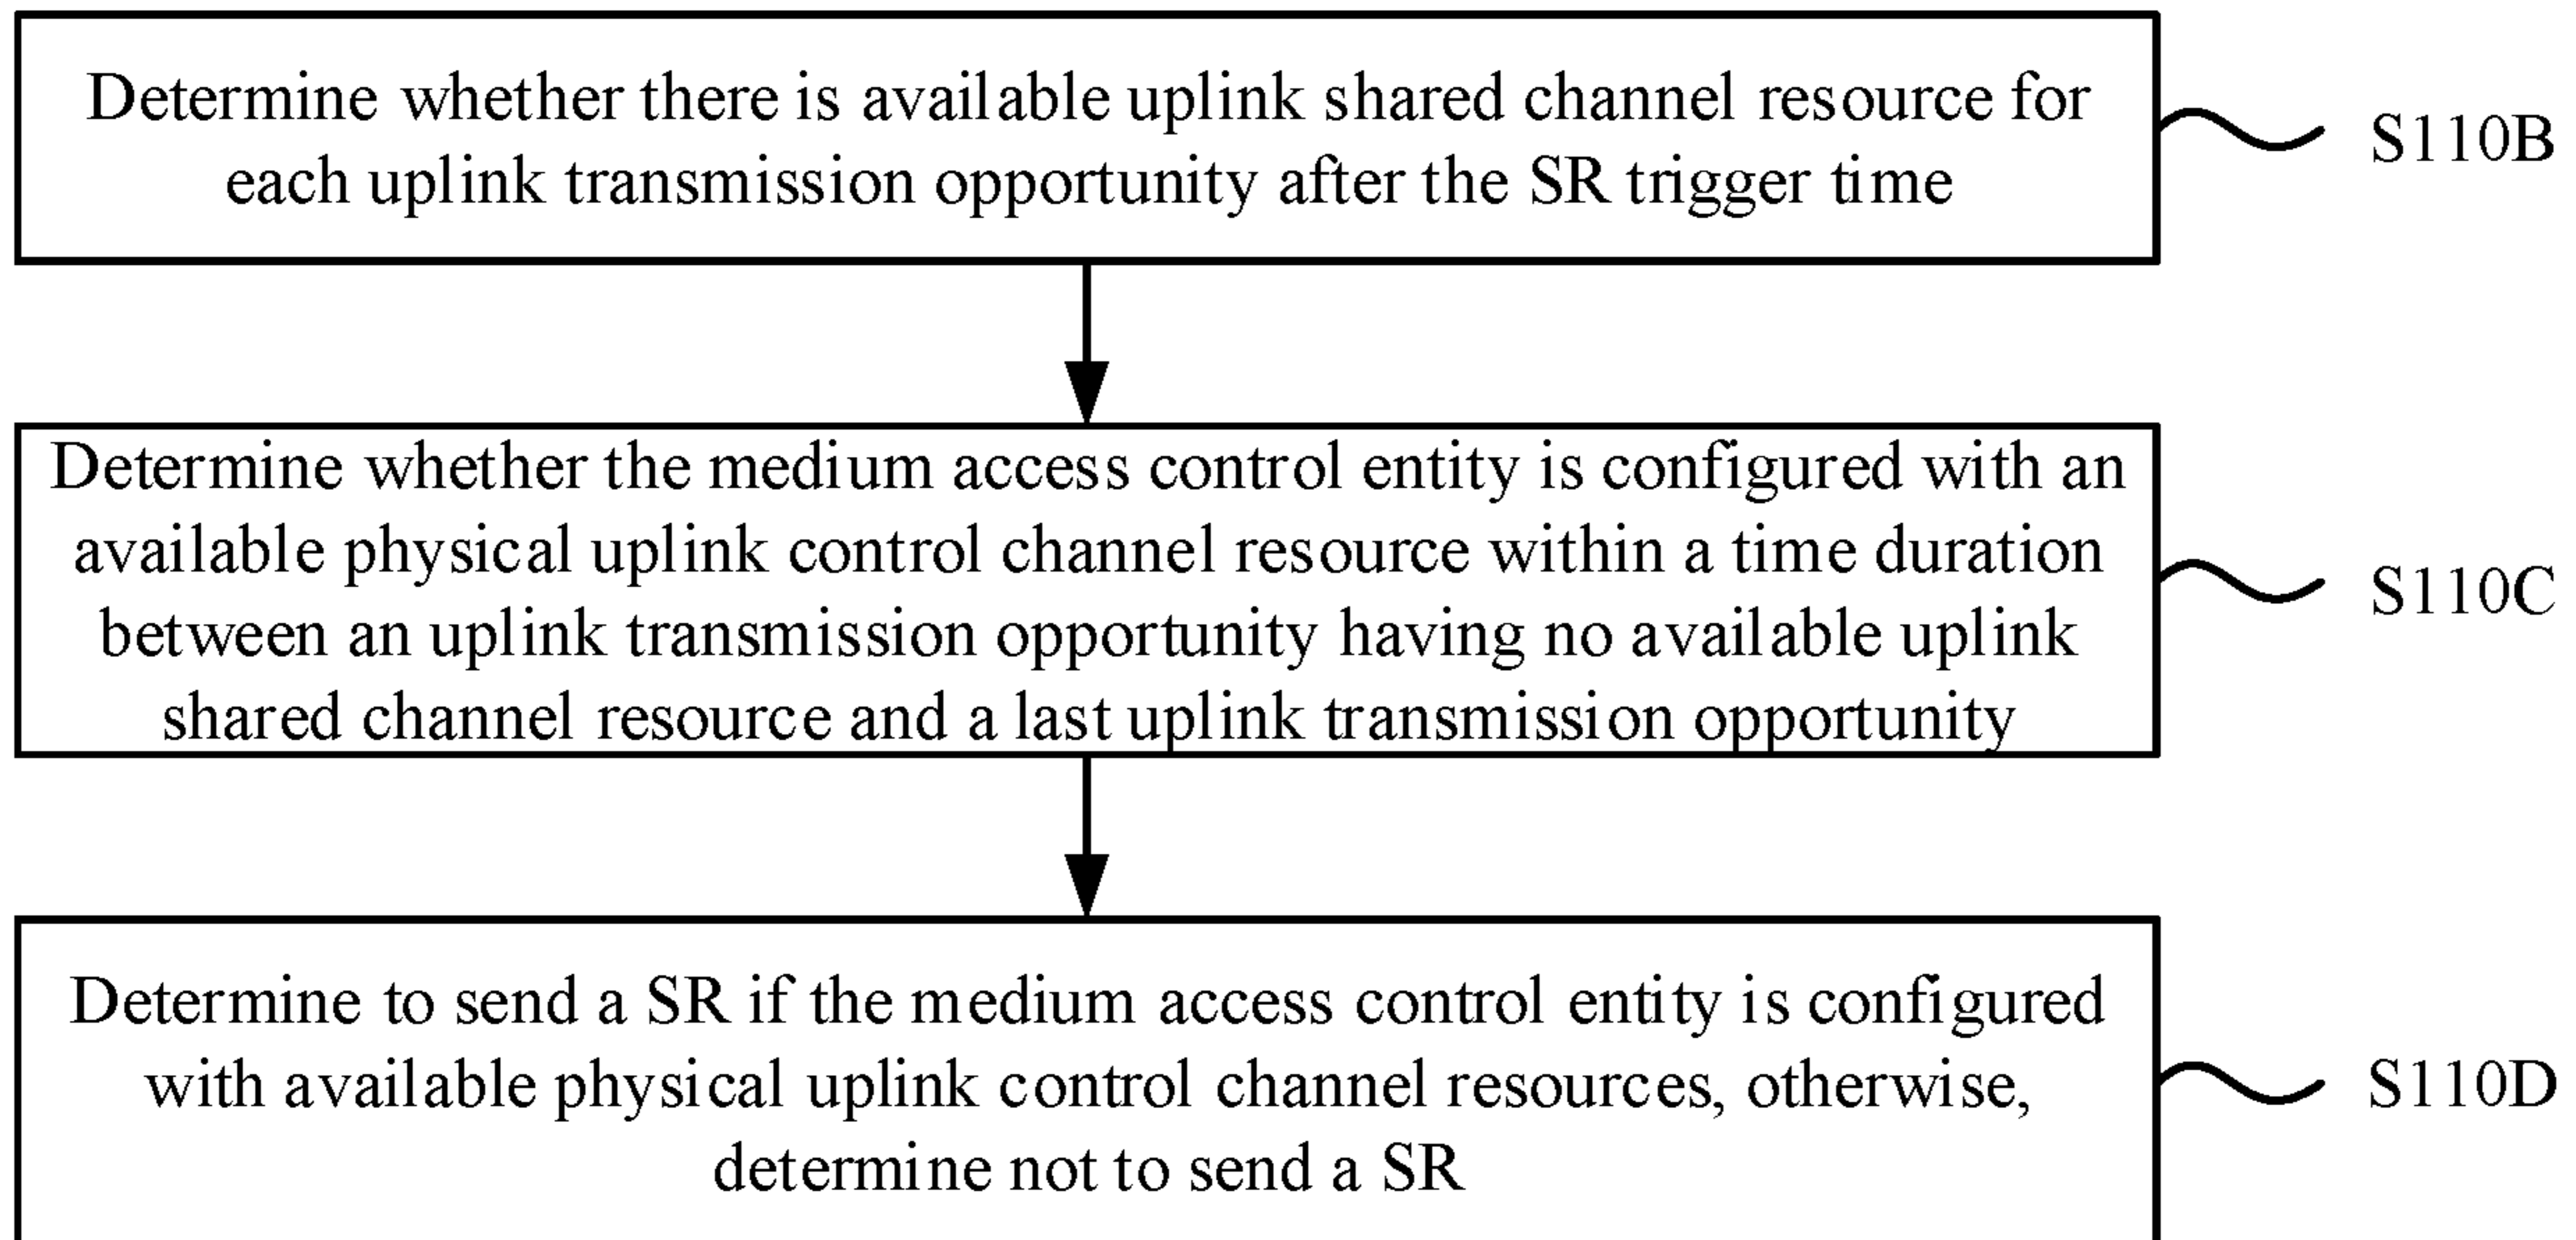 Determine whether there is available uplink shared channel resource for
each uplink transmission opportunity after the SR trigger time
S110B
Determine whether the medium access control entity is configured with an
available physical uplink control channel resource within a time duration
between an uplink transmission opportunity having no available uplink
shared channel resource and a last uplink transmission opportunity
S110C
Determine to send a SR if the medium access control entity is configured
with available physical uplink control channel resources, otherwise,
determine not to send a SR
S110D